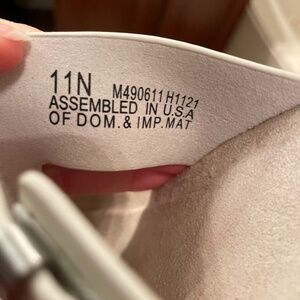 11N M490611 H1121
ASSEMBLED IN U.S.A
OF DOM. & IMP. MAT